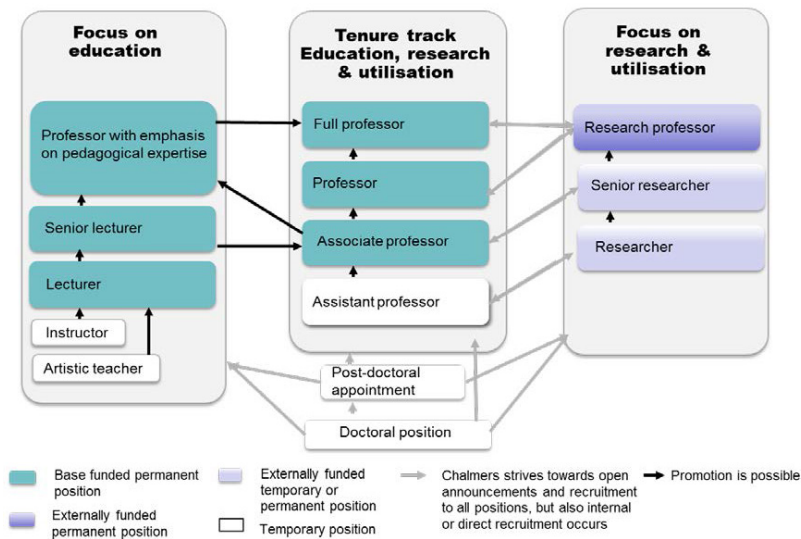 Focus on
education
Professor with emphasis
on pedagogical expertise
Senior lecturer
Lecturer
Instructor
Artistic teacher
Tenure track
Education, research
& utilisation
Full professor
Professor
Associate professor
Assistant professor
Focus on
research &
utilisation
Research professor
Senior researcher
Researcher
Post-doctoral
appointment
Doctoral position
Base funded permanent
position
Externally funded
permanent position
Externally funded
temporary or
permanent position
Temporary position
Chalmers strives towards open
announcements and recruitment
to all positions, but also internal
or direct recruitment occurs
Promotion is possible